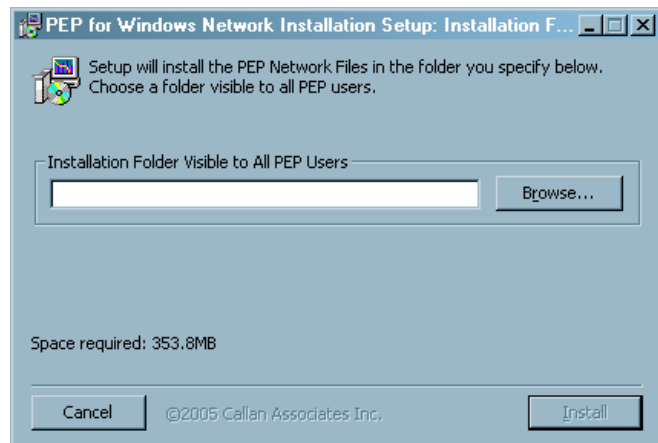 PEP for Windows Network Installation Setup: Installation F...
Setup will install the PEP Network Files in the folder you specify below.
Choose a folder visible to all PEP users.
Installation Folder Visible to All PEP Users
Browse...
Space required: 353.8MB
Cancel
©2005 Callan Associates Inc.
Install